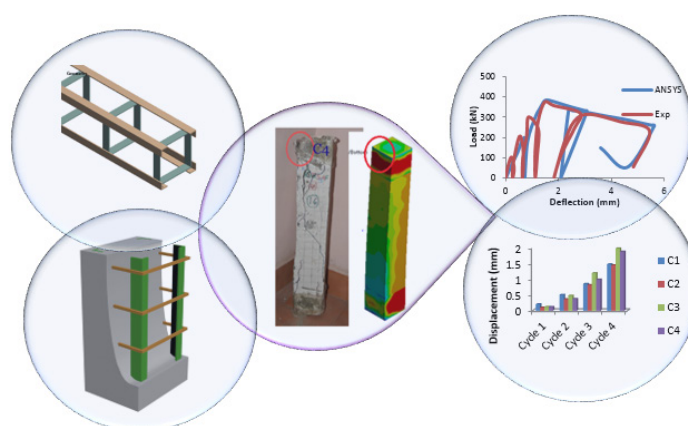 C4
500
400
300
200
100
0
Load (kN)
0 2 4 6
Deflection (mm)
ANSYS
Exp
2
1.5
1
0.5
0
Displacement (mm)
Cycle 1
Cycle 2
Cycle 3
Cycle 4
C1
C2
C3
C4